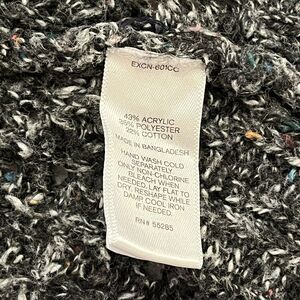 EXCN-601CC
43% ACRYLIC
35% POLYESTER
22% COTTON
MADE IN BANGLADESH
HAND WASH COLD
SEPARATELY
ONLY NON-CHLORINE
BLEACH WHEN
NEEDED. LAY FLAT TO
DRY. RESHAPE WHILE
DAMP. COOL IRON
IF NEEDED.
RN# 55285